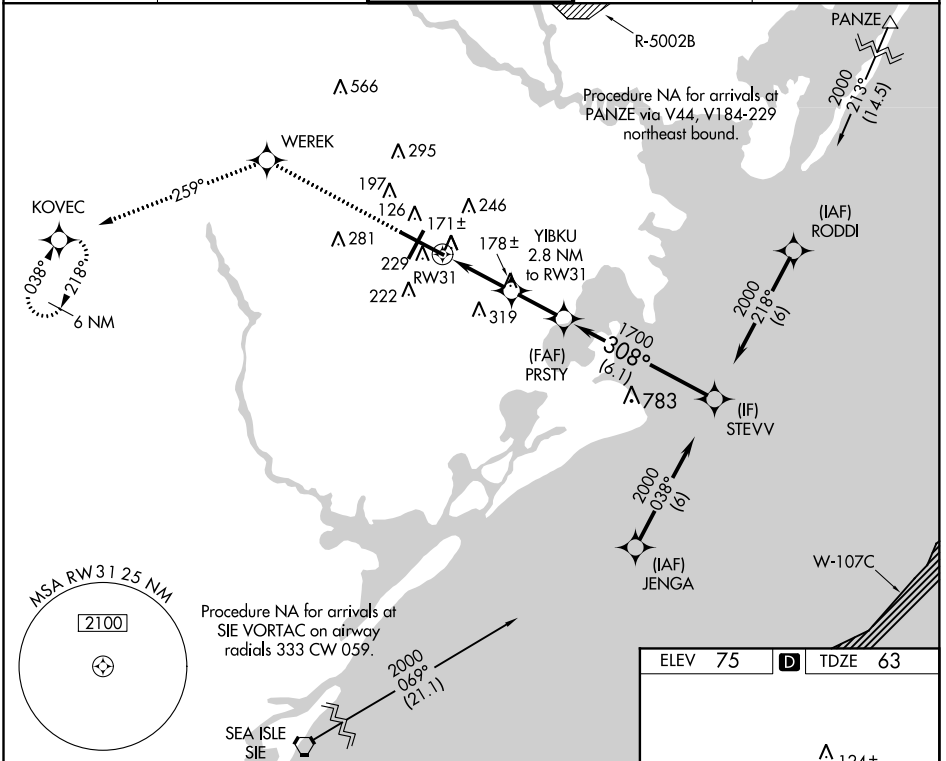 PANZE
R-5002B
2000
213°
(14.5)
Procedure NA for arrivals at
PANZE via V44, V184-229
northeast bound.
566
WEREK
295
259°
197
KOVEC
126
171±
246
281
178±
YIBKU
2.8 NM
to RW31
229
RW31
(IAF)
RODDI
038°
218°
6 NM
222
319
2000
218°
(6)
(FAF)
PRSTY
1700
308°
(6.1)
783
(IF)
STEVV
2000
038°
(6)
(IAF)
JENGA
W-107C
MSA RW31 25 NM
2100
Procedure NA for arrivals at
SIE VORTAC on airway
radials 333 CW 059.
2000
069°
(21.1)
SEA ISLE
SIE
ELEV 75 D TDZE 63
124±